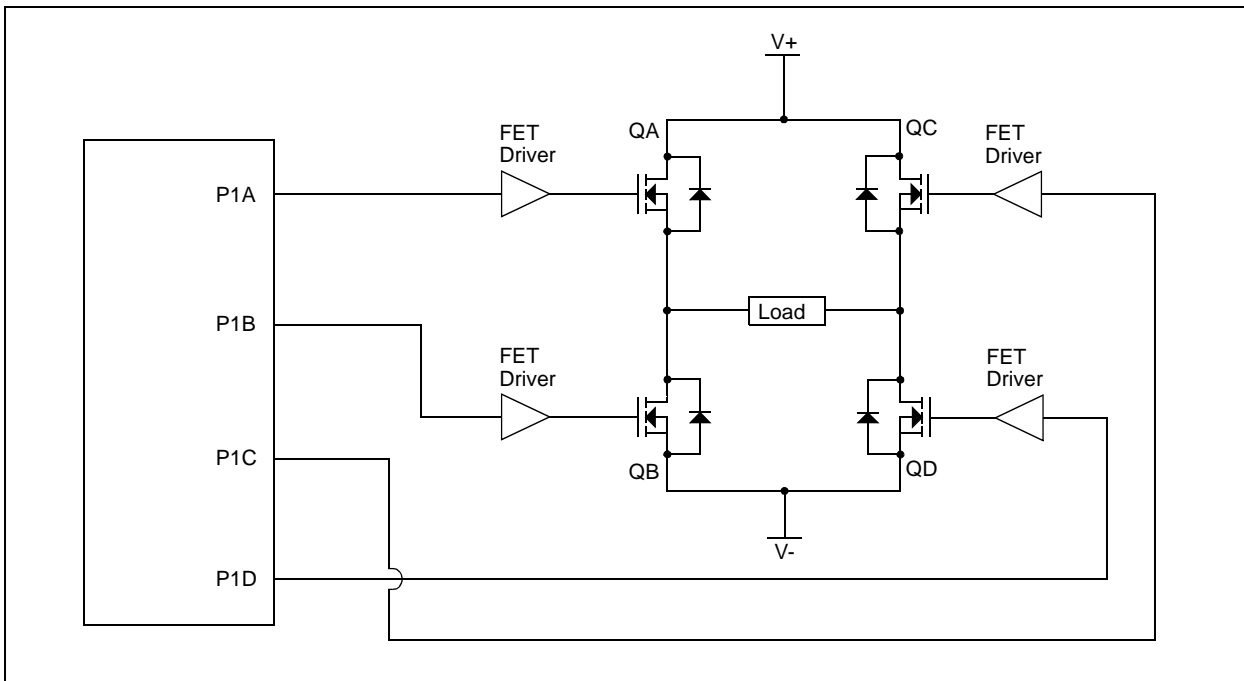 V+
QA
QC
FET
Driver
FET
Driver
P1A
Load
P1B
FET
Driver
FET
Driver
P1C
QB
QD
V-
P1D